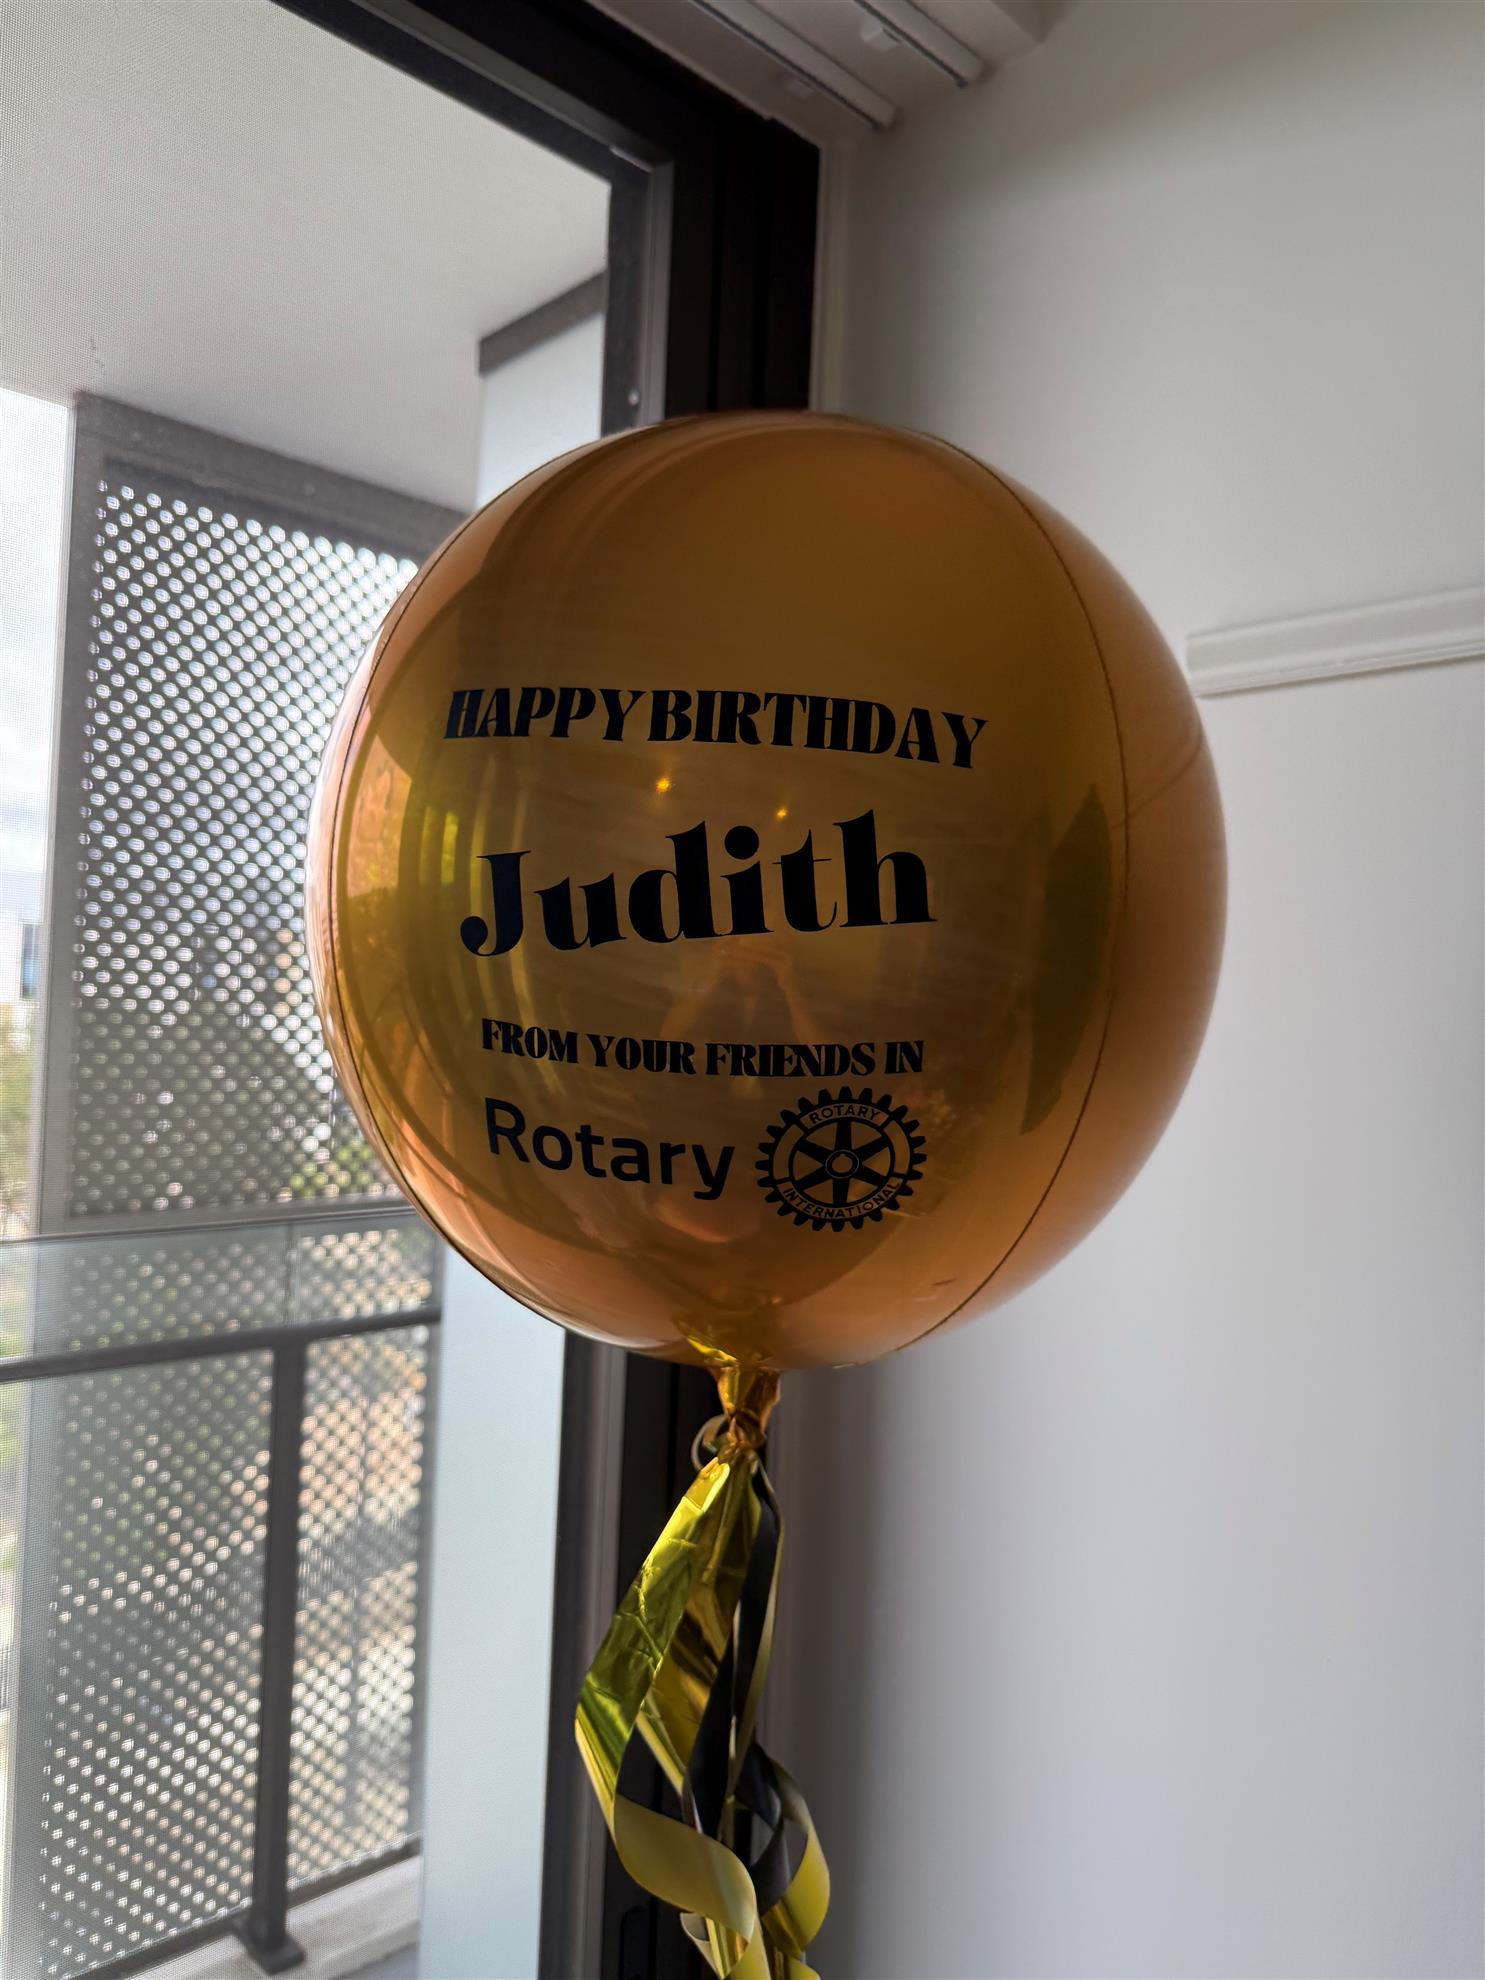 HAPPY BIRTHDAY
Judith
FROM YOUR FRIENDS IN
Rotary
ROTARY
INTERNATIONAL